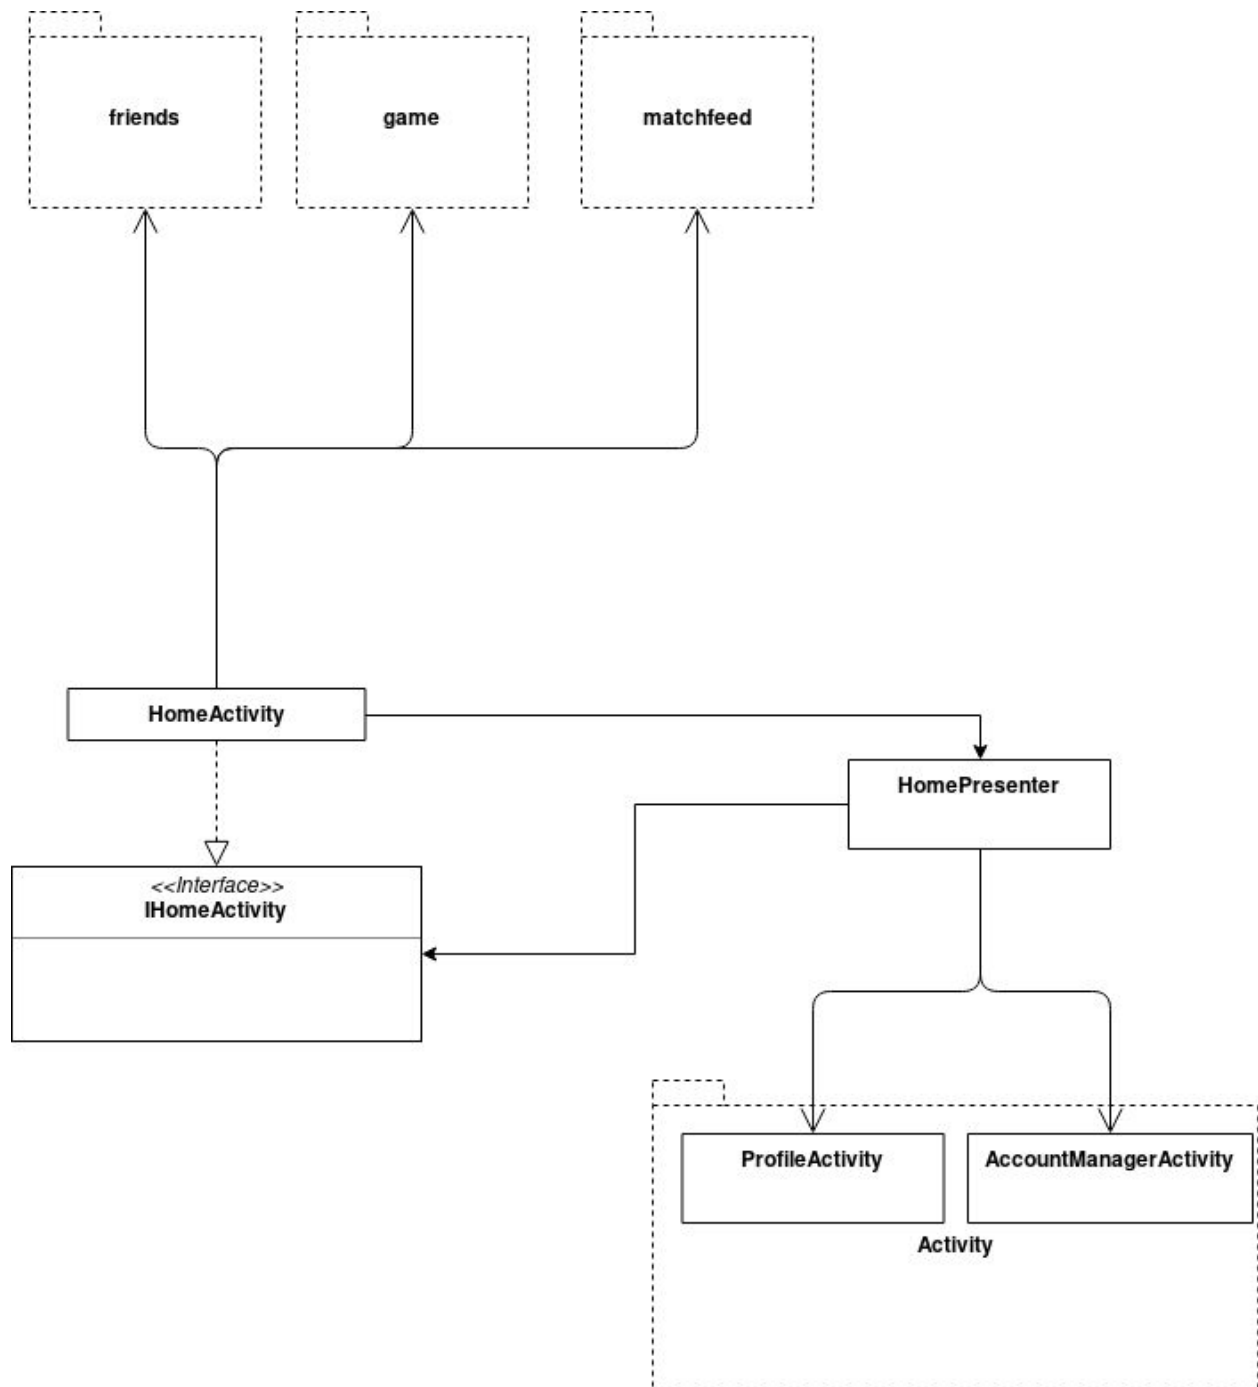 friends
game
matchfeed
HomeActivity
HomePresenter
<<Interface>>
IHomeActivity
ProfileActivity
AccountManagerActivity
Activity